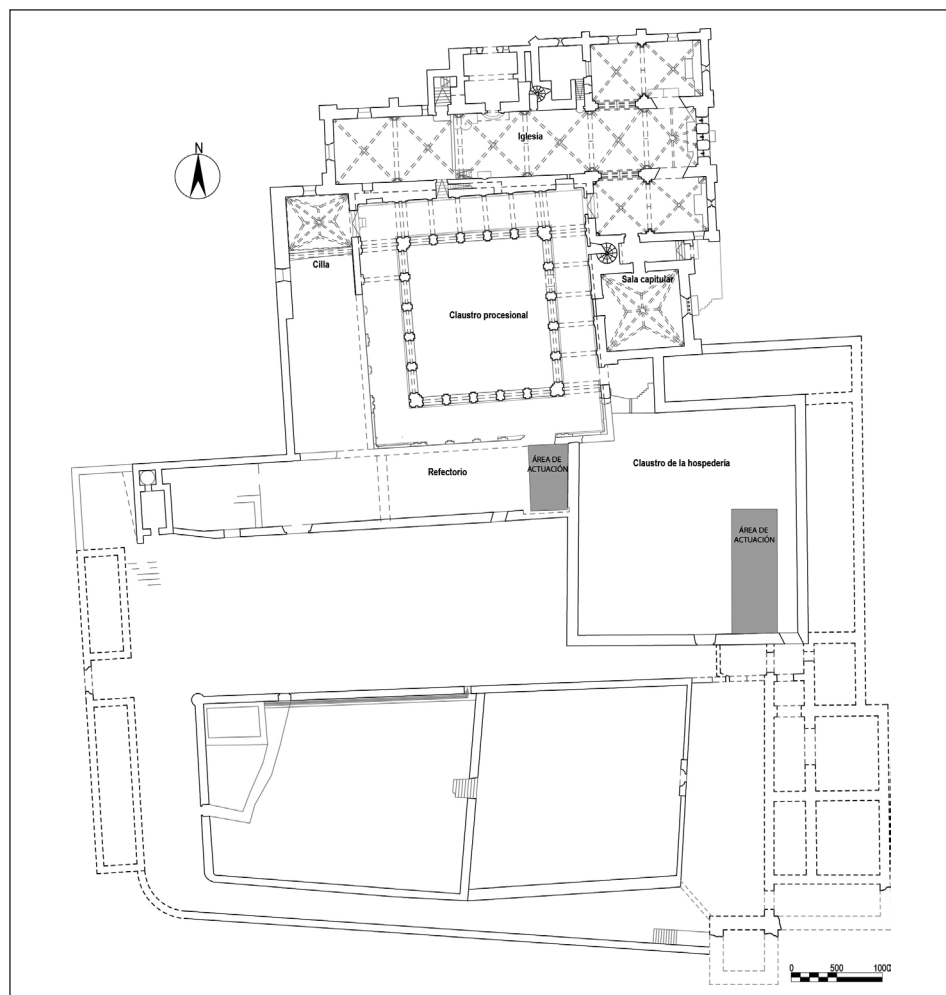 N
Iglesia
Cilla
Sala capitular
Claustro procesional
Refectorio
ÁREA DE
ACTUACIÓN
Claustro de la hospedería
ÁREA DE
ACTUACIÓN
0 500 1000